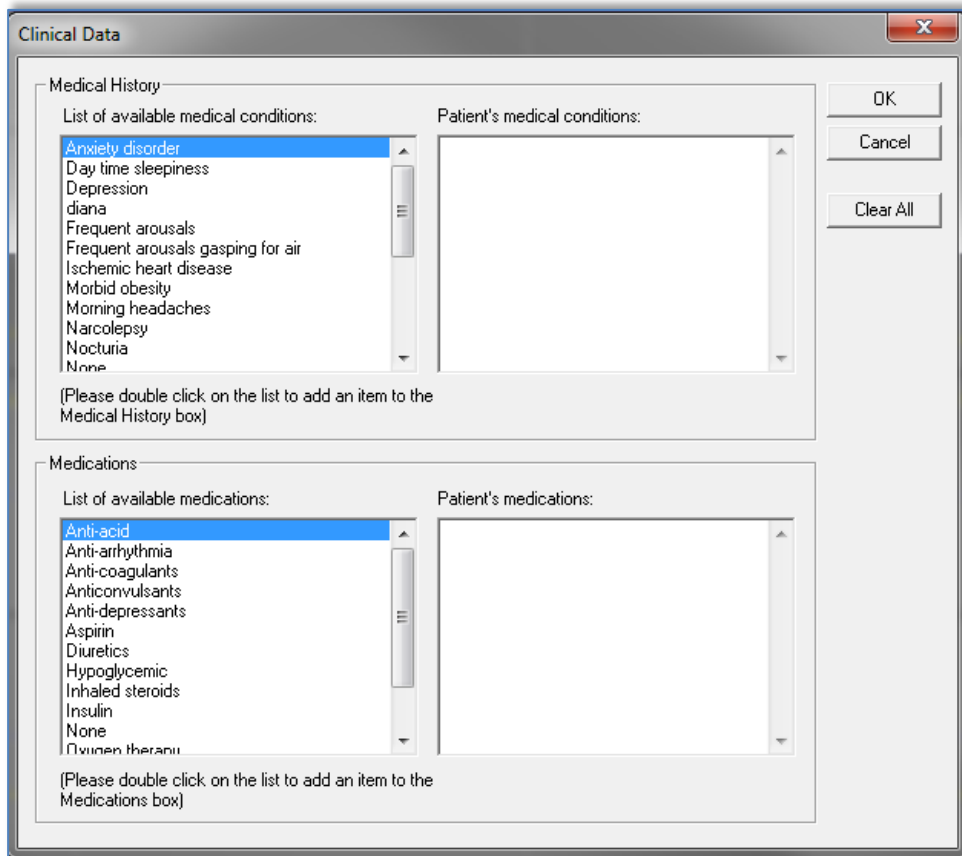 Clinical Data
Medical History
List of available medical conditions:
Patient's medical conditions:
OK
Cancel
Clear All
Anxiety disorder
Day time sleepiness
Depression
diana
Frequent arousals
Frequent arousals gasping for air
Ischemic heart disease
Morbid obesity
Morning headaches
Narcolepsy
Nocturia
None
(Please double click on the list to add an item to the
Medical History box)
Medications
List of available medications:
Patient's medications:
Anti-acid
Anti-arrhythmia
Anti-coagulants
Anticonvulsants
Anti-depressants
Aspirin
Diuretics
Hypoglycemic
Inhaled steroids
Insulin
None
Oxygen therapy
(Please double click on the list to add an item to the
Medications box)